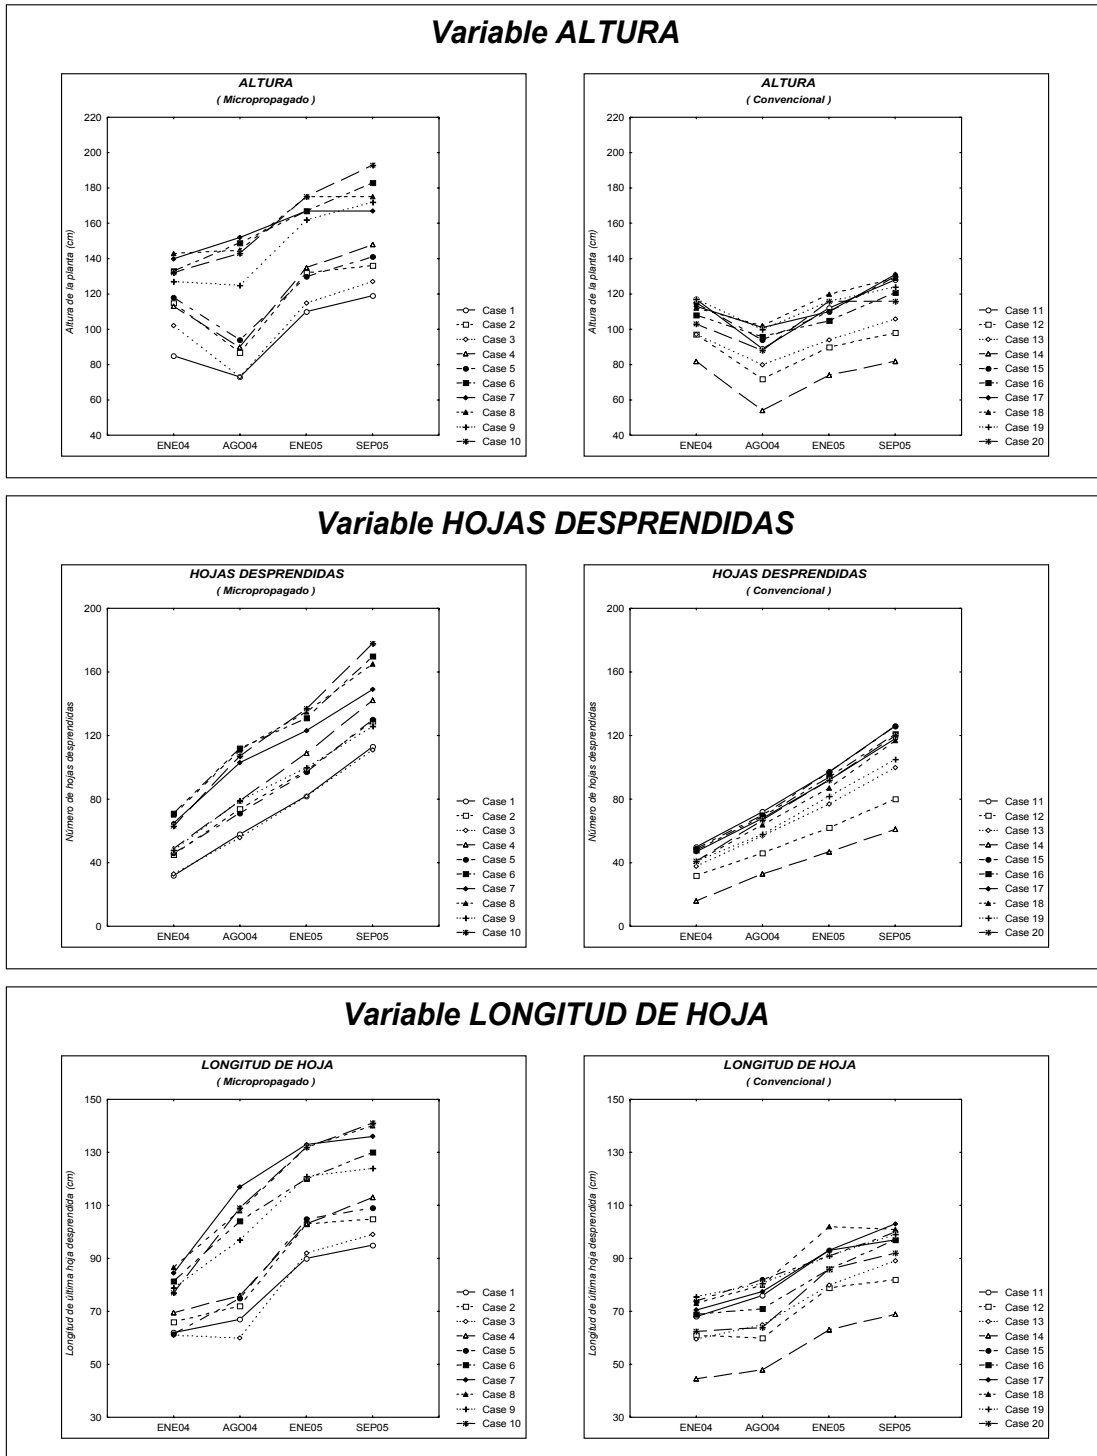 Variable ALTURA
ALTURA
( Micropropagado )
Altura de la planta (cm)
220
200
180
160
140
120
100
80
60
40
ENE04 AGO04 ENE05 SEP05
Case 1
Case 2
Case 3
Case 4
Case 5
Case 6
Case 7
Case 8
Case 9
Case 10
ALTURA
( Convencional )
Altura de la planta (cm)
220
200
180
160
140
120
100
80
60
40
ENE04 AGO04 ENE05 SEP05
Case 11
Case 12
Case 13
Case 14
Case 15
Case 16
Case 17
Case 18
Case 19
Case 20
Variable HOJAS DESPRENDIDAS
HOJAS DESPRENDIDAS
( Micropropagado )
Número de hojas desprendidas
200
160
120
80
40
0
ENE04 AGO04 ENE05 SEP05
Case 1
Case 2
Case 3
Case 4
Case 5
Case 6
Case 7
Case 8
Case 9
Case 10
HOJAS DESPRENDIDAS
( Convencional )
Número de hojas desprendidas
200
160
120
80
40
0
ENE04 AGO04 ENE05 SEP05
Case 11
Case 12
Case 13
Case 14
Case 15
Case 16
Case 17
Case 18
Case 19
Case 20
Variable LONGITUD DE HOJA
LONGITUD DE HOJA
( Micropropagado )
Longitud de última hoja desprendida (cm)
150
130
110
90
70
50
30
ENE04 AGO04 ENE05 SEP05
Case 1
Case 2
Case 3
Case 4
Case 5
Case 6
Case 7
Case 8
Case 9
Case 10
LONGITUD DE HOJA
( Convencional )
Longitud de última hoja desprendida (cm)
150
130
110
90
70
50
30
ENE04 AGO04 ENE05 SEP05
Case 11
Case 12
Case 13
Case 14
Case 15
Case 16
Case 17
Case 18
Case 19
Case 20